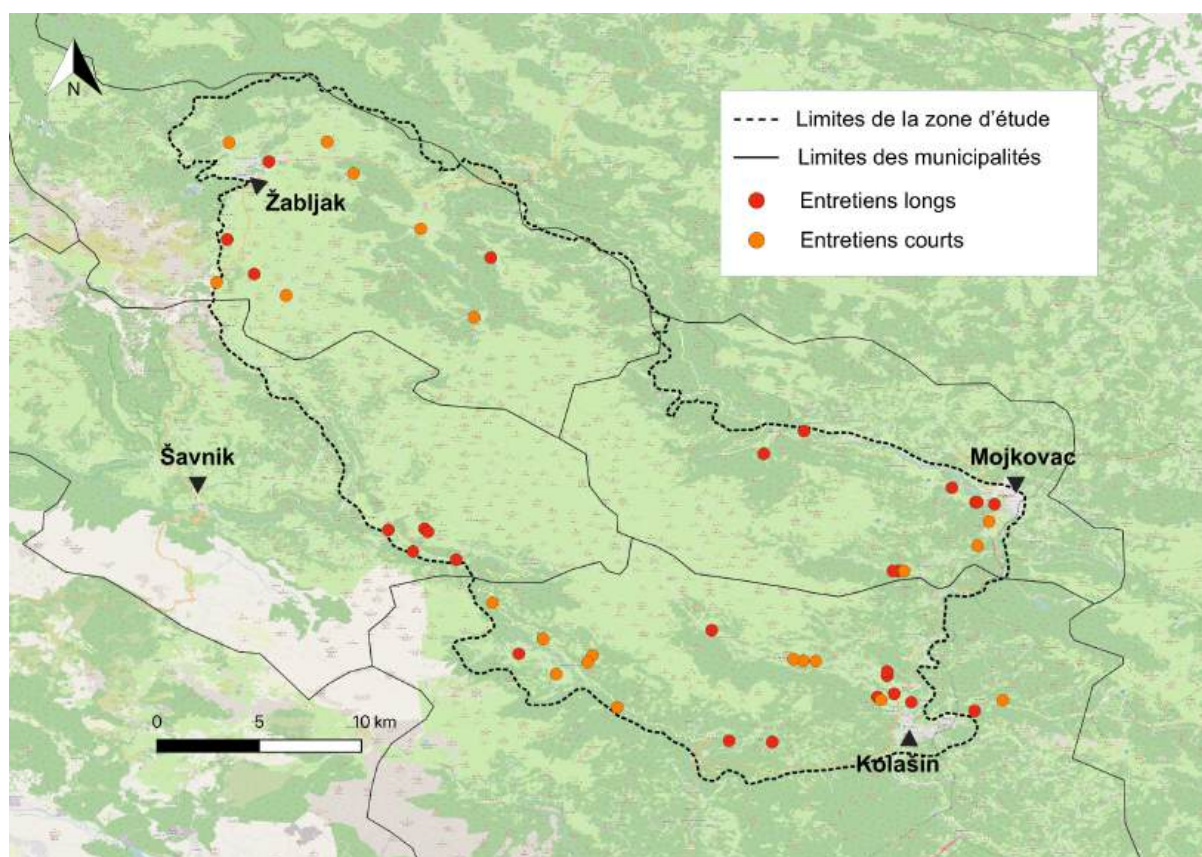 N
Limites de la zone d'étude
Limites des municipalités
Entretiens longs
Entretiens courts
Žabljak
Šavnik
Mojkovac
0 5 10 km
Kolašin